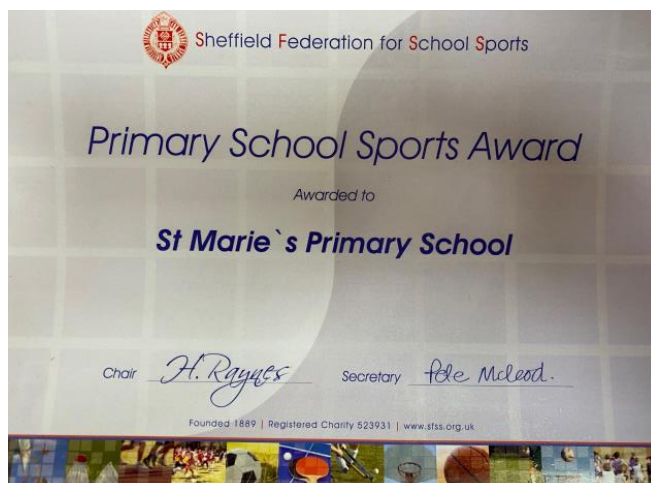 Sheffield Federation for School Sports
Primary School Sports Award
Awarded to
St Marie`s Primary School
Chair H. Raynes Secretary Pete McLeod.
Founded 1889 | Registered Charity 523931 | www.sfss.org.uk